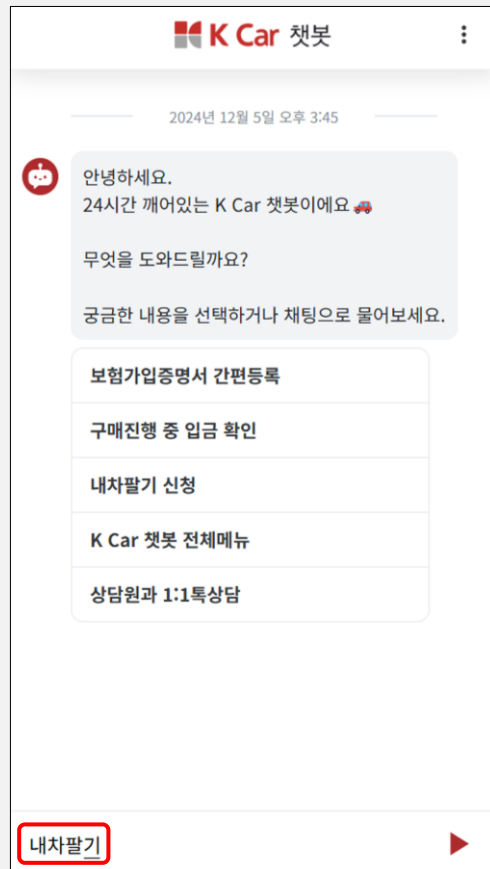 K Car 챗봇
2024년 12월 5일 오후 3:45
안녕하세요.
24시간 깨어있는 K Car 챗봇이에요
무엇을 도와드릴까요?
궁금한 내용을 선택하거나 채팅으로 물어보세요.
보험가입증명서 간편등록
구매진행 중 입금 확인
내차팔기 신청
K Car 챗봇 전체메뉴
상담원과 1:1톡상담
내차팔기